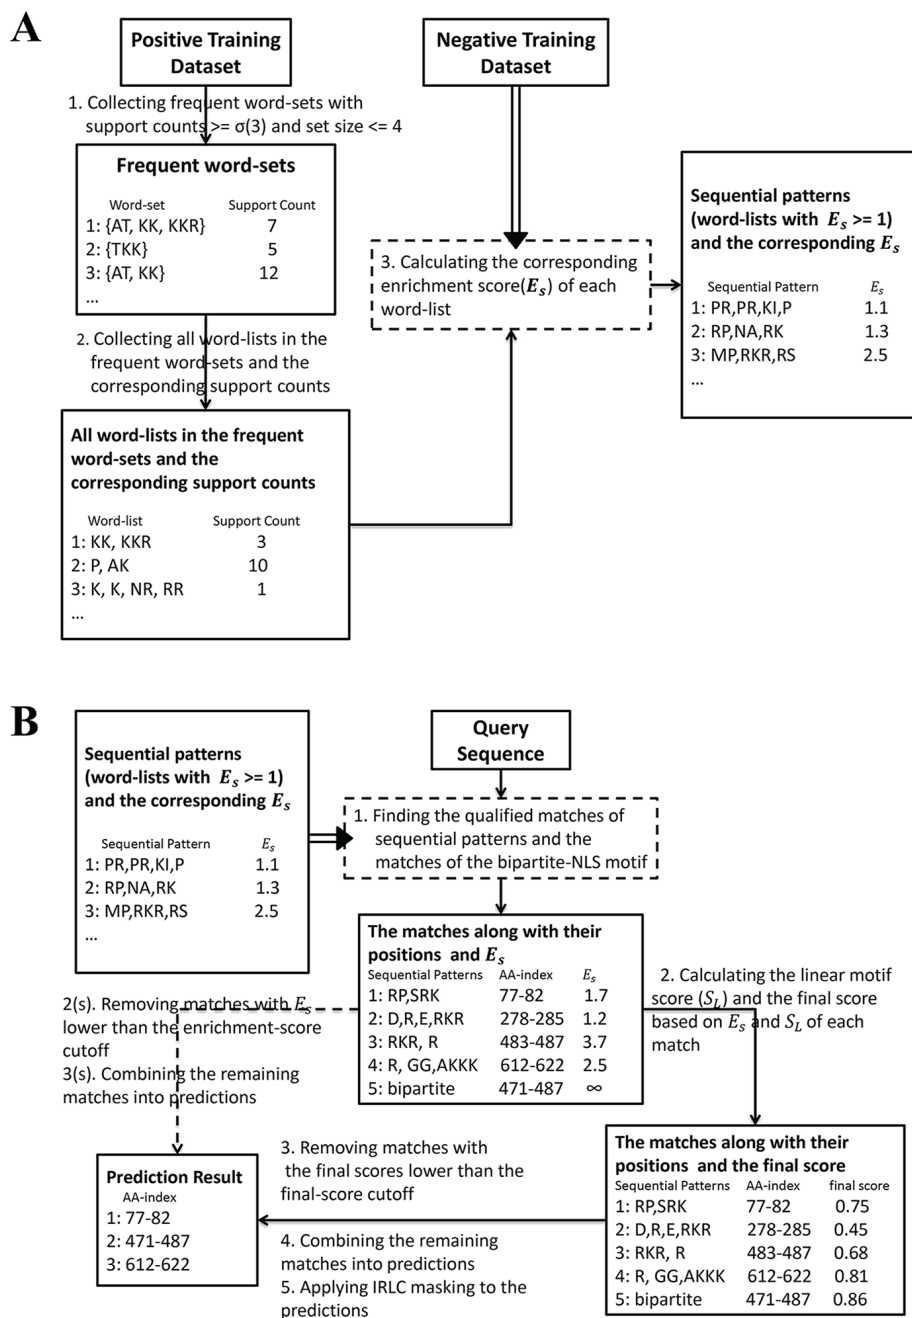 A
Positive Training
Dataset
Negative Training
Dataset
1. Collecting frequent word-sets with
support counts >= σ(3) and set size <= 4
Frequent word-sets
Word-set Support Count
1: {AT, KK, KKR} 7
2: {TKK} 5
3: {AT, KK} 12
...
3. Calculating the corresponding
enrichment score(Es) of each
word-list
Sequential patterns
(word-lists with Es >= 1)
and the corresponding Es
Sequential Pattern Es
1: PR,PR,KI,P 1.1
2: RP,NA,RK 1.3
3: MP,RKR,RS 2.5
...
2. Collecting all word-lists in the
frequent word-sets and the
corresponding support counts
All word-lists in the frequent
word-sets and the
corresponding support counts
Word-list Support Count
1: KK, KKR 3
2: P, AK 10
3: K, K, NR, RR 1
...
B
Sequential patterns
(word-lists with Es >= 1)
and the corresponding Es
Sequential Pattern Es
1: PR,PR,KI,P 1.1
2: RP,NA,RK 1.3
3: MP,RKR,RS 2.5
...
Query
Sequence
1. Finding the qualified matches of
sequential patterns and the
matches of the bipartite-NLS motif
The matches along with their
positions and Es
Sequential Patterns AA-index Es
1: RP,SRK 77-82 1.7
2: D,R,E,RKR 278-285 1.2
3: RKR, R 483-487 3.7
4: R, GG,AKKK 612-622 2.5
5: bipartite 471-487 ∞
2. Calculating the linear motif
score (SL) and the final score
based on Es and SL of each
match
2(s). Removing matches with Es
lower than the enrichment-score
cutoff
3(s). Combining the remaining
matches into predictions
Prediction Result
AA-index
1: 77-82
2: 471-487
3: 612-622
3. Removing matches with
the final scores lower than the
final-score cutoff
4. Combining the remaining
matches into predictions
5. Applying IRLC masking to the
predictions
The matches along with their
positions and the final score
Sequential Patterns AA-index final score
1: RP,SRK 77-82 0.75
2: D,R,E,RKR 278-285 0.45
3: RKR, R 483-487 0.68
4: R, GG,AKKK 612-622 0.81
5: bipartite 471-487 0.86